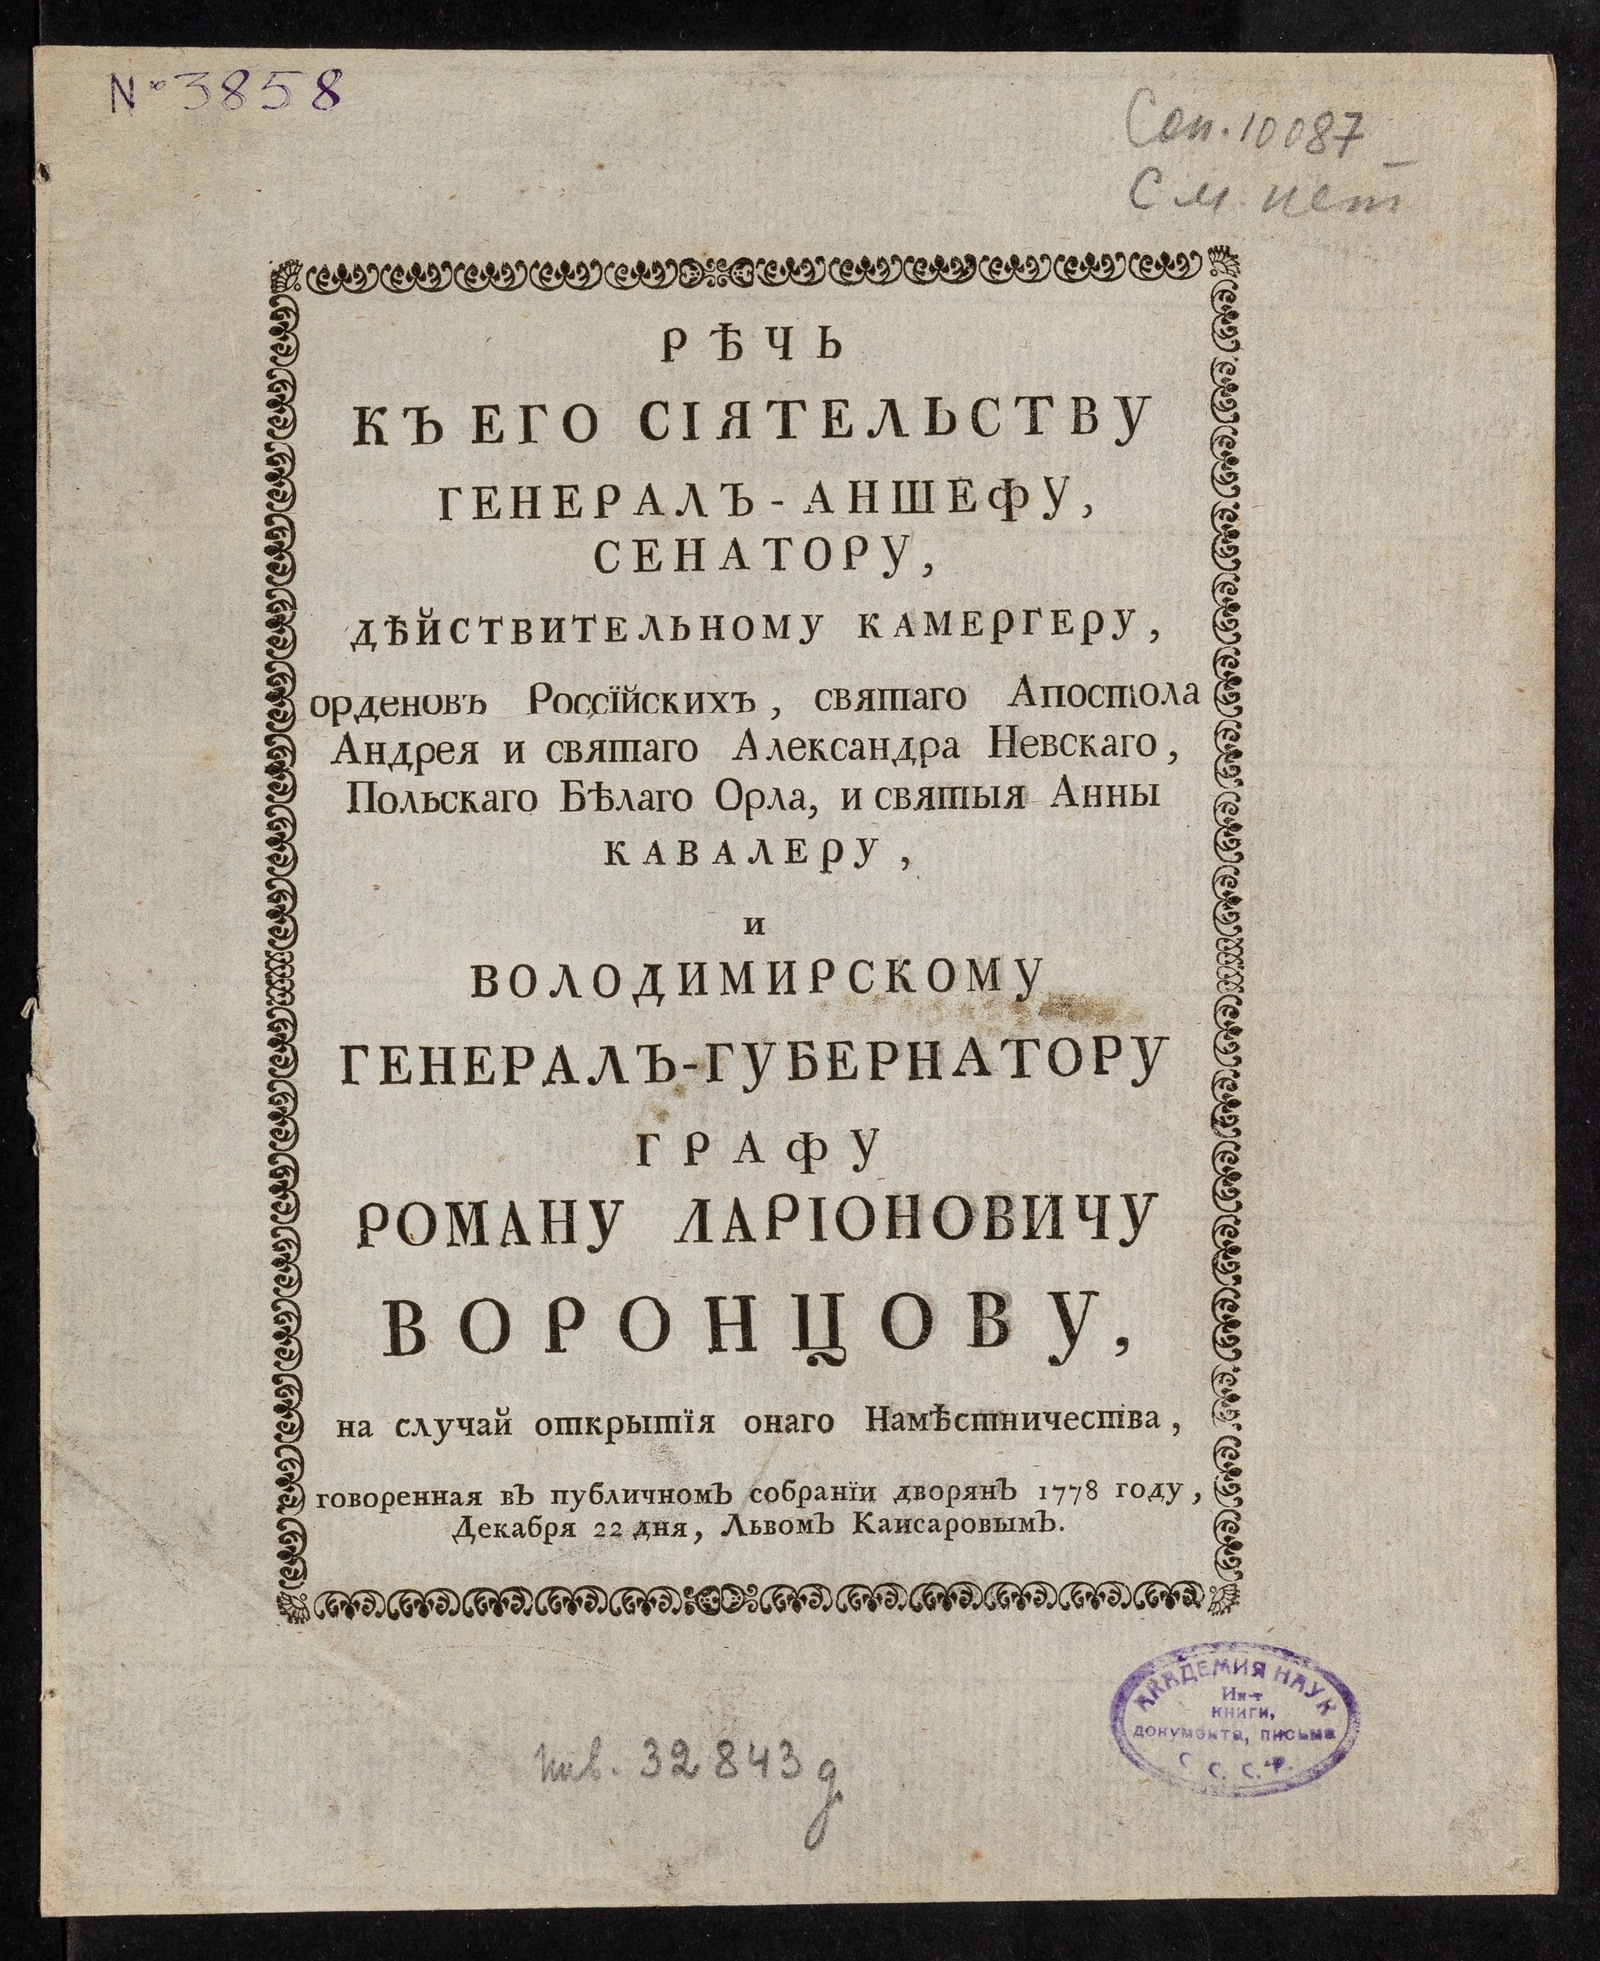 № 3858
Соп. 10087
См. нет
РѢЧЬ
КЪ ЕГО СІЯТЕЛЬСТВУ
ГЕНЕРАЛЪ-АНШЕФУ,
СЕНАТОРУ,
ДѢЙСТВИТЕЛЬНОМУ КАМЕРГЕРУ,
орденовъ Россїйскихъ, святаго Апостола
Андрея и святаго Александра Невскаго,
Польскаго Бѣлаго Орла, и святыя Анны
КАВАЛЕРУ,
и
ВОЛОДИМИРСКОМУ
ГЕНЕРАЛЪ-ГУБЕРНАТОРУ
ГРАФУ
РОМАНУ ЛАРІОНОВИЧУ
ВОРОНЦОВУ,
на случай открытїя онаго Намѣстничества,
говоренная вЪ публичномЪ собранїи дворянЪ 1778 году,
Декабря 22 дня, ЛьвомЪ КаисаровымЪ.
АКАДЕМИЯ НАУК
Ин-т
книги,
документа, письма
С. С. С. Р.
инв. 32843 д